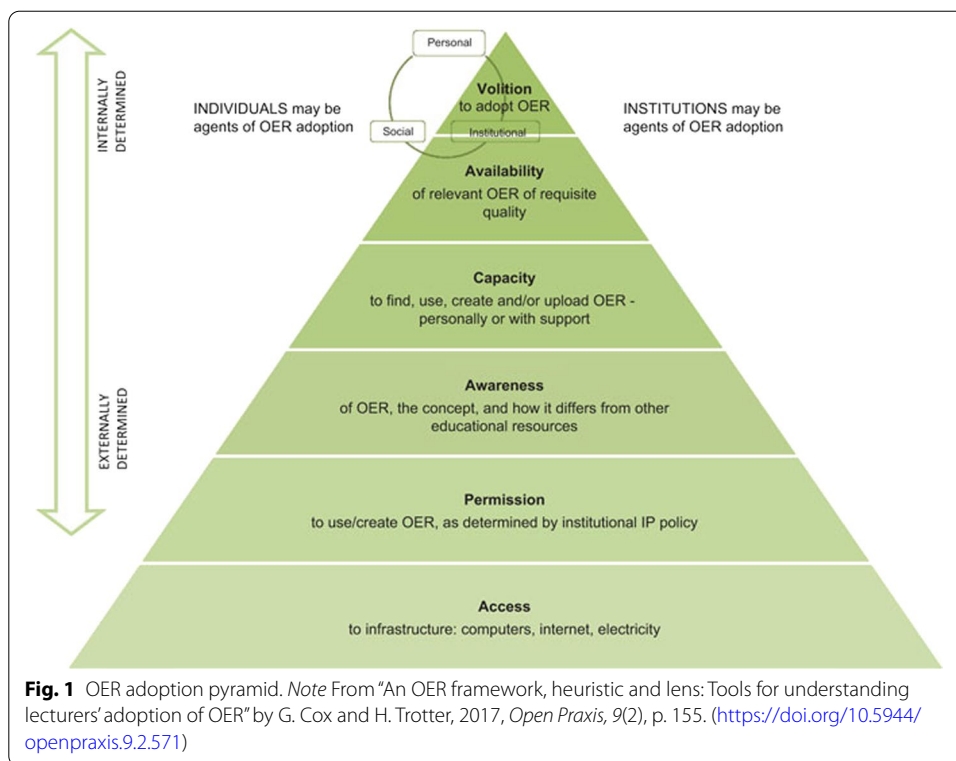 INTERNALLY
DETERMINED
EXTERNALLY
DETERMINED
INDIVIDUALS may be
agents of OER adoption
Personal
Social
Institutional
INSTITUTIONS may be
agents of OER adoption
Volition
to adopt OER
Availability
of relevant OER of requisite
quality
Capacity
to find, use, create and/or upload OER -
personally or with support
Awareness
of OER, the concept, and how it differs from other
educational resources
Permission
to use/create OER, as determined by institutional IP policy
Access
to infrastructure: computers, internet, electricity
Fig. 1 OER adoption pyramid. Note From “An OER framework, heuristic and lens: Tools for understanding
lecturers’ adoption of OER” by G. Cox and H. Trotter, 2017, Open Praxis, 9(2), p. 155. (https://doi.org/10.5944/
openpraxis.9.2.571)